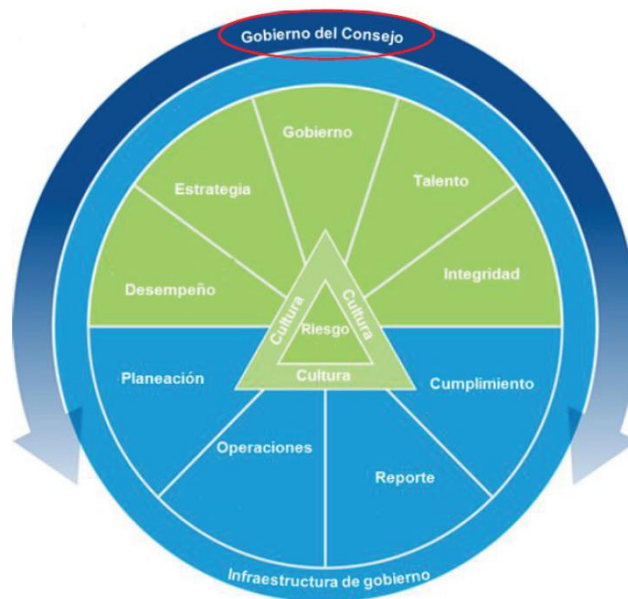 Gobierno del Consejo
Gobierno
Estrategia
Talento
Desempeño
Integridad
Cultura
Cultura
Riesgo
Cultura
Planeación
Cumplimiento
Operaciones
Reporte
Infraestructura de gobierno